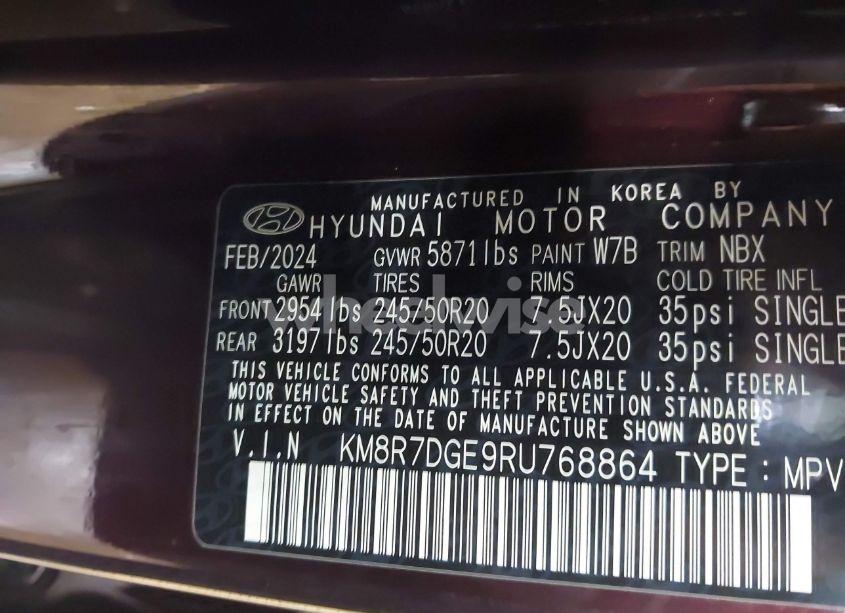 MANUFACTURED IN KOREA BY
HYUNDAI MOTOR COMPANY
FEB/2024 GVWR 5871lbs PAINT W7B TRIM NBX
GAWR TIRES RIMS COLD TIRE INFL
FRONT 2954lbs 245/50R20 7.5JX20 35psi SINGLE
REAR 3197lbs 245/50R20 7.5JX20 35psi SINGLE
THIS VEHICLE CONFORMS TO ALL APPLICABLE U.S.A. FEDERAL
MOTOR VEHICLE SAFETY AND THEFT PREVENTION STANDARDS
IN EFFECT ON THE DATE OF MANUFACTURE SHOWN ABOVE
V.I.N KM8R7DGE9RU768864 TYPE : MPV
wheelwise